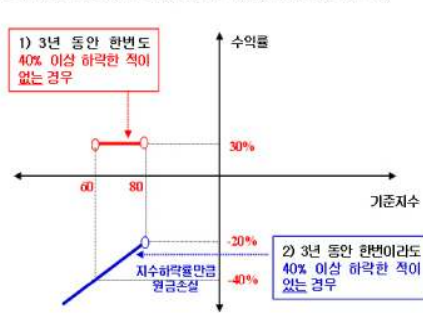 1) 3년 동안 한번도
40% 이상 하락한 적이
없는 경우
수익률
30%
60
80
기준지수
-20%
지수하락률만큼
원금손실
-40%
2) 3년 동안 한번이라도
40% 이상 하락한 적이
있는 경우